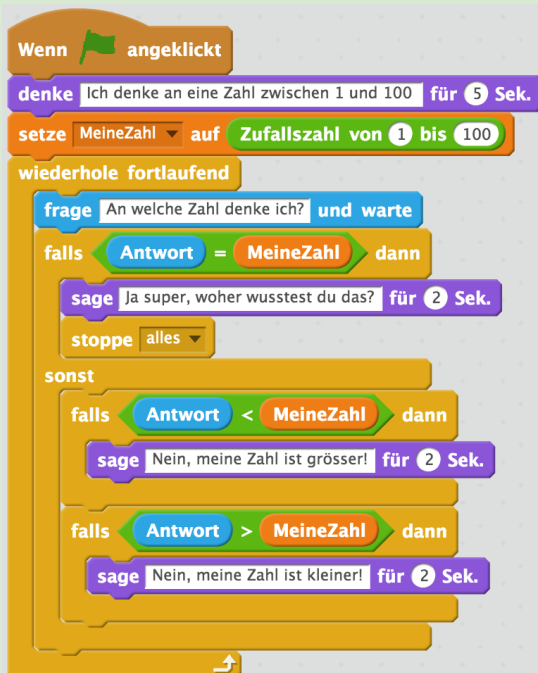 Wenn angeklickt
denke Ich denke an eine Zahl zwischen 1 und 100 für 5 Sek.
setze MeineZahl auf Zufallszahl von 1 bis 100
wiederhole fortlaufend
frage An welche Zahl denke ich? und warte
falls Antwort = MeineZahl dann
sage Ja super, woher wusstest du das? für 2 Sek.
stoppe alles
sonst
falls Antwort < MeineZahl dann
sage Nein, meine Zahl ist grösser! für 2 Sek.
falls Antwort > MeineZahl dann
sage Nein, meine Zahl ist kleiner! für 2 Sek.